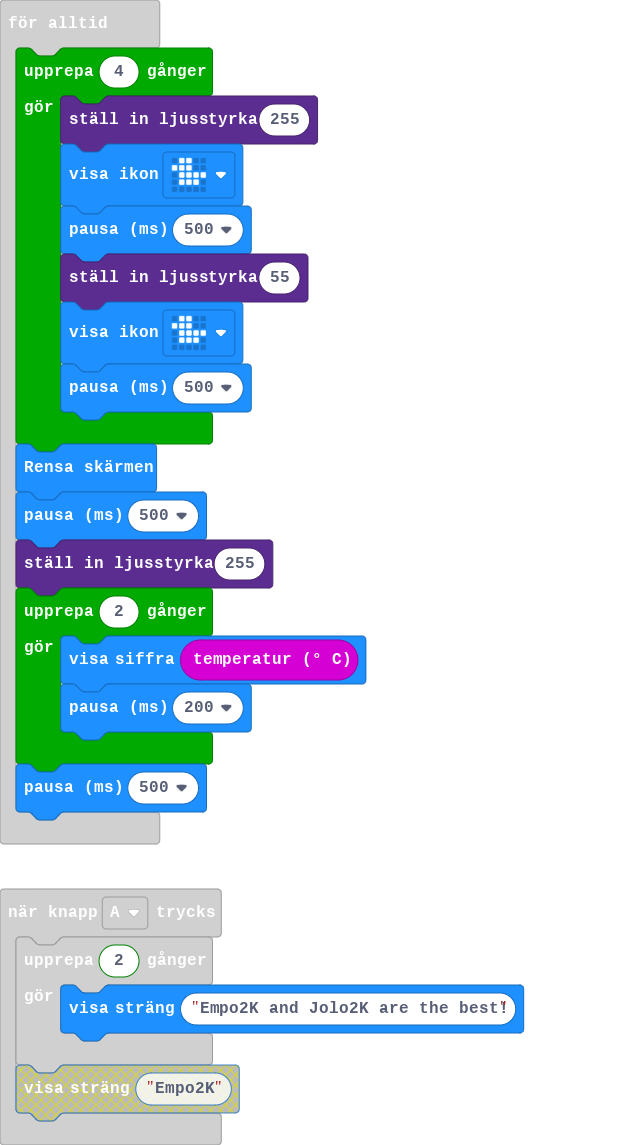 för alltid
upprepa 4 gånger
gör
ställ in ljusstyrka 255
visa ikon
pausa (ms) 500
ställ in ljusstyrka 55
visa ikon
pausa (ms) 500
Rensa skärmen
pausa (ms) 500
ställ in ljusstyrka 255
upprepa 2 gånger
gör
visa siffra temperatur (° C)
pausa (ms) 200
pausa (ms) 500
när knapp A trycks
upprepa 2 gånger
gör
visa sträng "Empo2K and Jolo2K are the best!"
visa sträng "Empo2K"